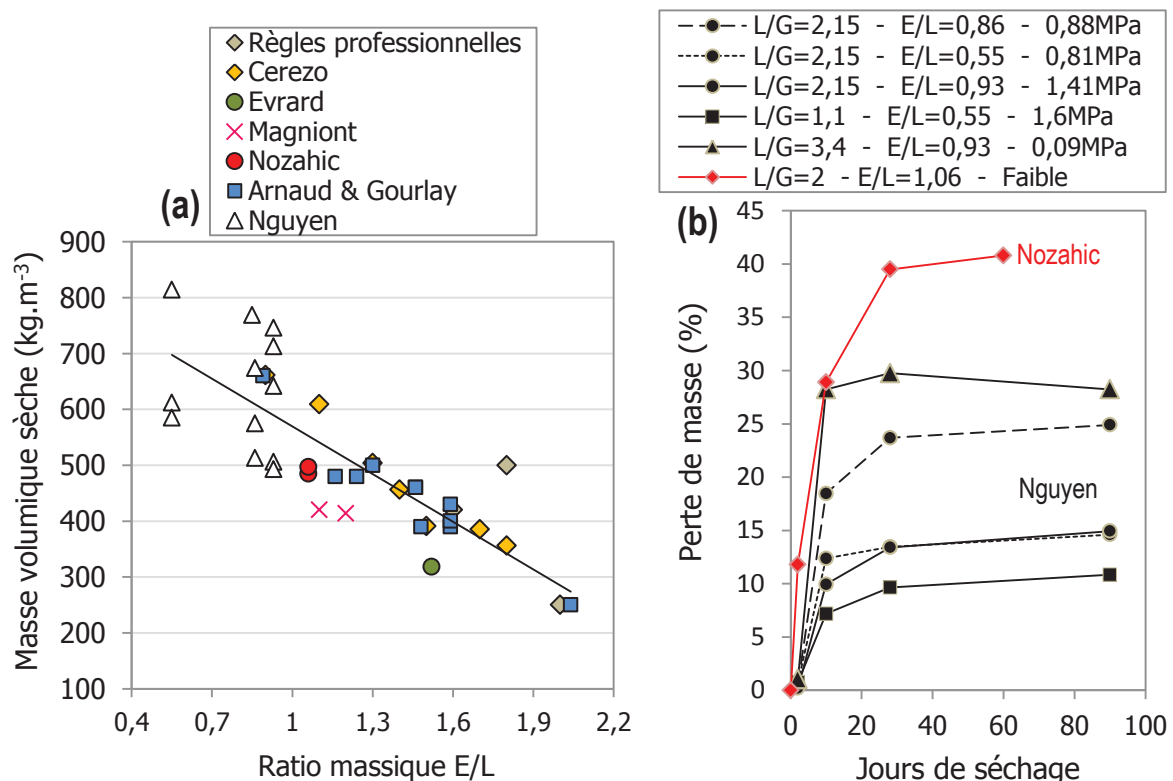 Règles professionnelles
Cerezo
Evrard
Magniont
Nozahic
Arnaud & Gourlay
Nguyen
(a)
900
800
700
600
500
400
300
200
100
0,4 0,7 1 1,3 1,6 1,9 2,2
Masse volumique sèche (kg.m-3)
Ratio massique E/L
L/G=2,15 - E/L=0,86 - 0,88MPa
L/G=2,15 - E/L=0,55 - 0,81MPa
L/G=2,15 - E/L=0,93 - 1,41MPa
L/G=1,1 - E/L=0,55 - 1,6MPa
L/G=3,4 - E/L=0,93 - 0,09MPa
L/G=2 - E/L=1,06 - Faible
(b)
45
40
35
30
25
20
15
10
5
0
0 20 40 60 80 100
Nozahic
Nguyen
Perte de masse (%)
Jours de séchage